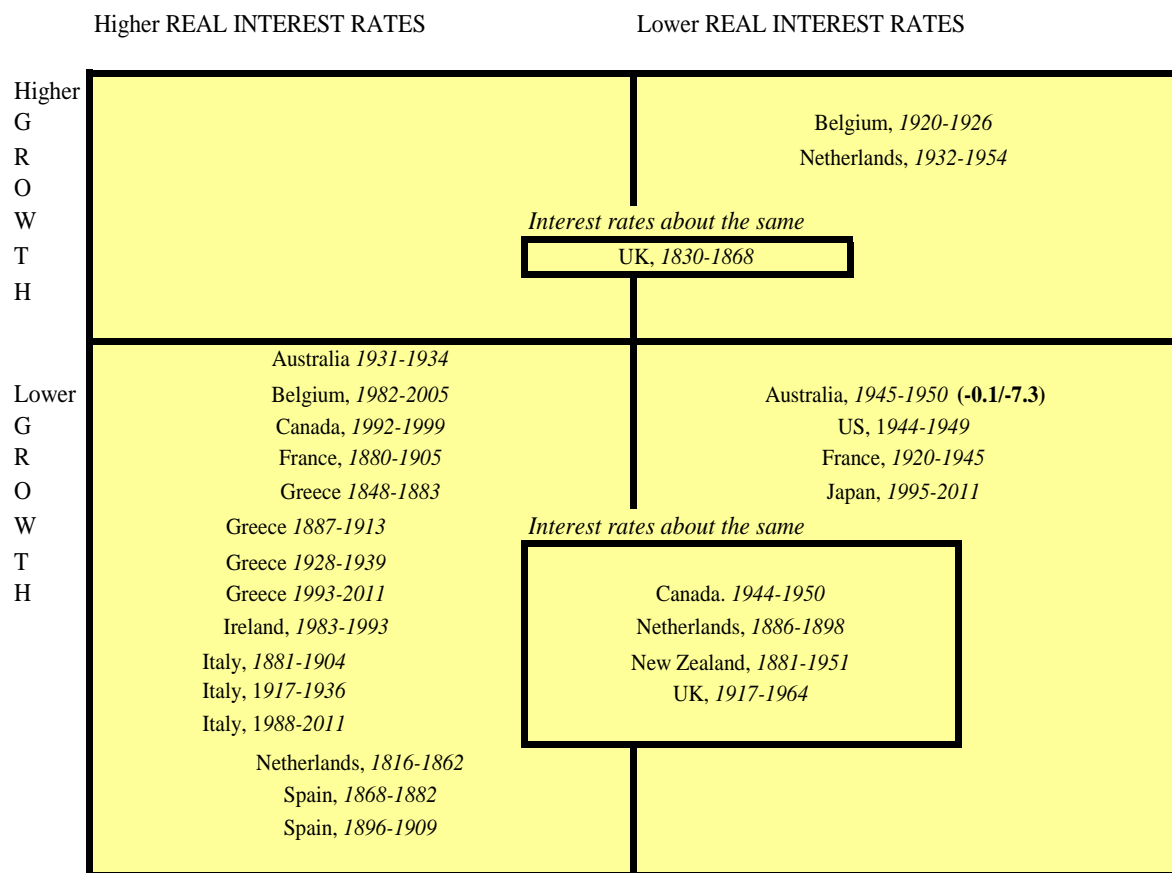 Higher REAL INTEREST RATES Lower REAL INTEREST RATES
Higher
G Belgium, 1920-1926
R Netherlands, 1932-1954
O
W Interest rates about the same
T UK, 1830-1868
H
Australia 1931-1934
Lower Belgium, 1982-2005 Australia, 1945-1950 (-0.1/-7.3)
G Canada, 1992-1999 US, 1944-1949
R France, 1880-1905 France, 1920-1945
O Greece 1848-1883 Japan, 1995-2011
W Greece 1887-1913 Interest rates about the same
T Greece 1928-1939
H Greece 1993-2011 Canada. 1944-1950
Ireland, 1983-1993 Netherlands, 1886-1898
Italy, 1881-1904 New Zealand, 1881-1951
Italy, 1917-1936 UK, 1917-1964
Italy, 1988-2011
Netherlands, 1816-1862
Spain, 1868-1882
Spain, 1896-1909